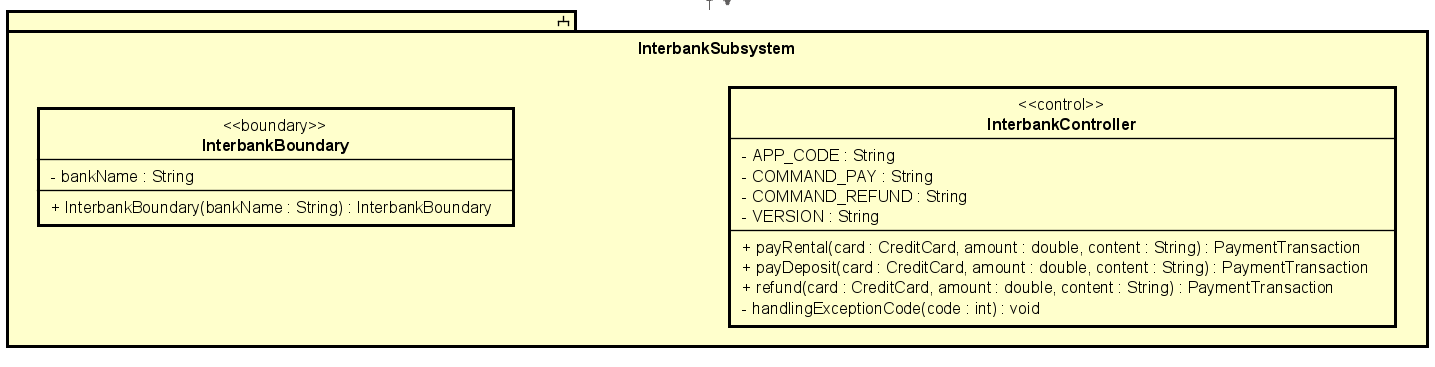 InterbankSubsystem
<<boundary>>
InterbankBoundary
- bankName : String
+ InterbankBoundary(bankName : String) : InterbankBoundary
<<control>>
InterbankController
- APP_CODE : String
- COMMAND_PAY : String
- COMMAND_REFUND : String
- VERSION : String
+ payRental(card : CreditCard, amount : double, content : String) : PaymentTransaction
+ payDeposit(card : CreditCard, amount : double, content : String) : PaymentTransaction
+ refund(card : CreditCard, amount : double, content : String) : PaymentTransaction
- handlingExceptionCode(code : int) : void